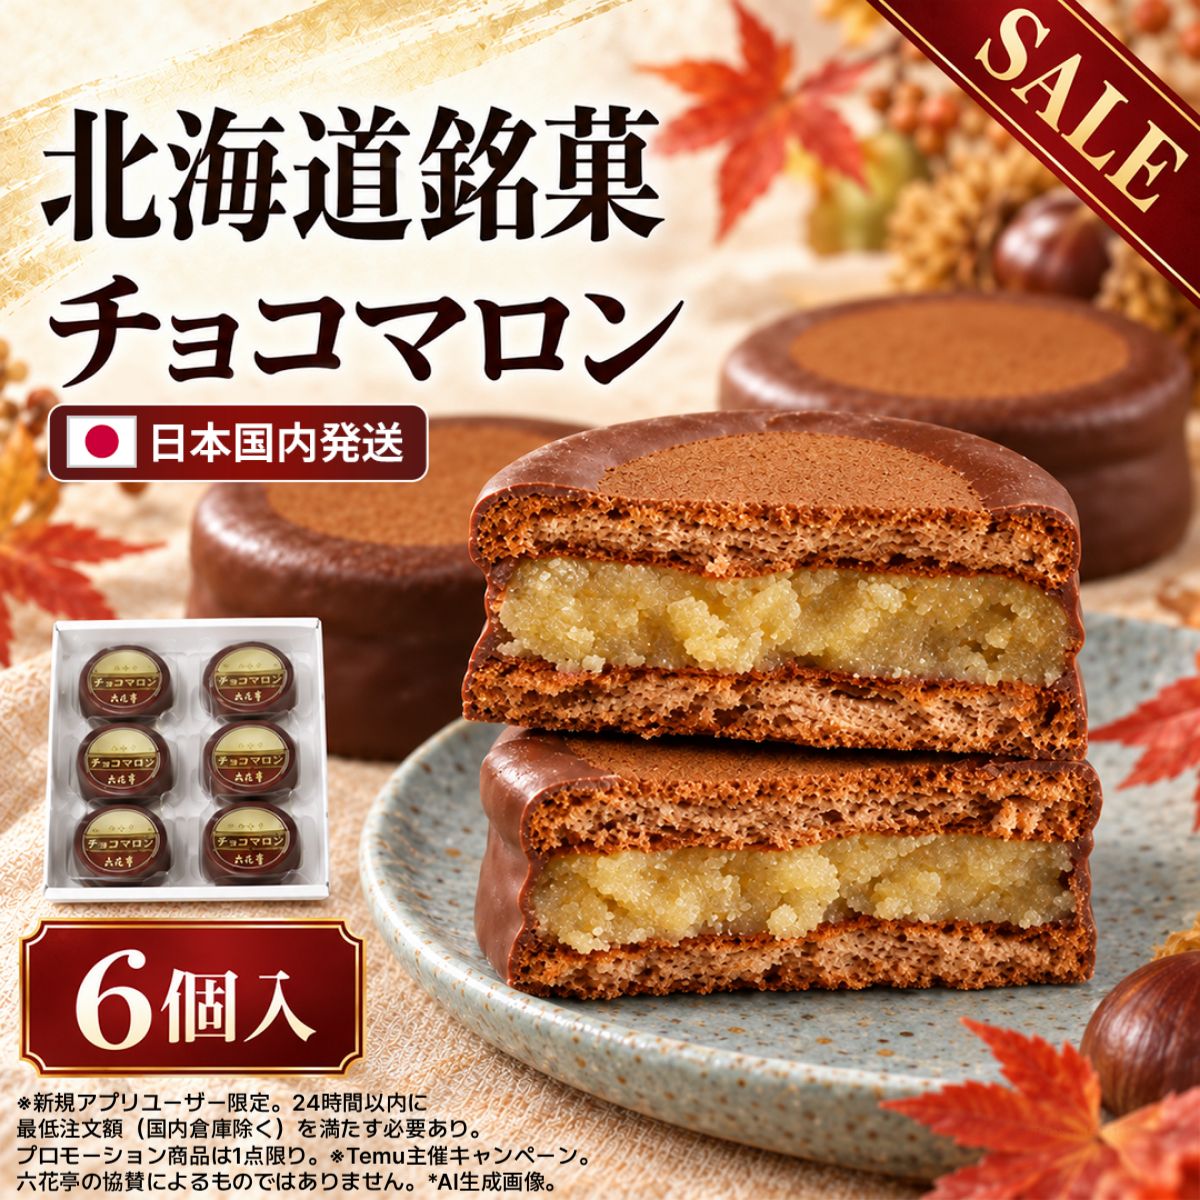 SALE
北海道銘菓
チョコマロン
日本国内発送
チョコマロン
六花亭
チョコマロン
六花亭
チョコマロン
六花亭
チョコマロン
六花亭
チョコマロン
六花亭
チョコマロン
六花亭
6個入
※新規アプリユーザー限定。24時間以内に
最低注文額（国内倉庫除く）を満たす必要あり。
プロモーション商品は1点限り。※Temu主催キャンペーン。
六花亭の協賛によるものではありません。*AI生成画像。